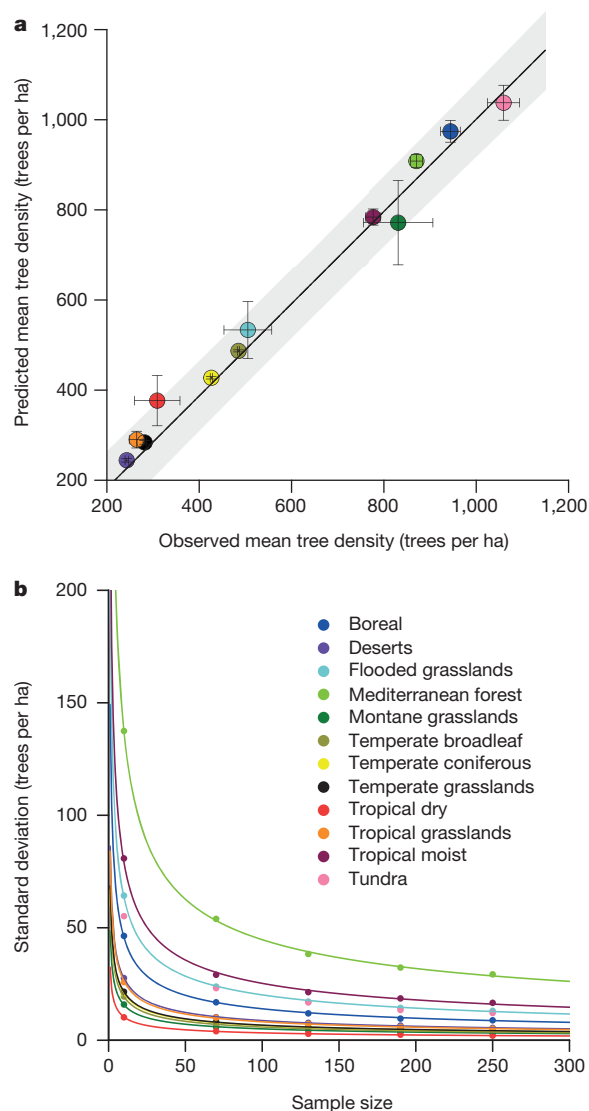 a
1,200
1,000
800
600
400
200
Predicted mean tree density (trees per ha)
200 400 600 800 1,000 1,200
Observed mean tree density (trees per ha)
b
200
150
100
50
0
Standard deviation (trees per ha)
Boreal
Deserts
Flooded grasslands
Mediterranean forest
Montane grasslands
Temperate broadleaf
Temperate coniferous
Temperate grasslands
Tropical dry
Tropical grasslands
Tropical moist
Tundra
0 50 100 150 200 250 300
Sample size